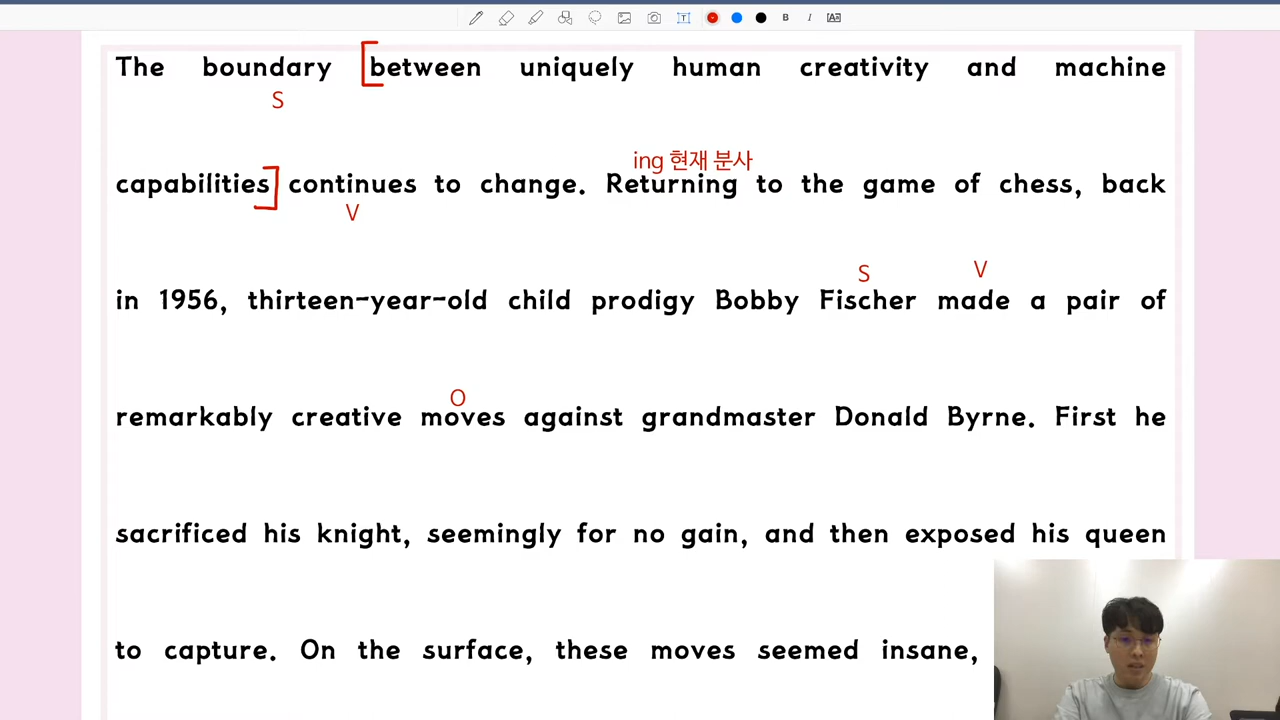 The boundary [between uniquely human creativity and machine
S
ing 현재 분사
capabilities] continues to change. Returning to the game of chess, back
V
S V
in 1956, thirteen-year-old child prodigy Bobby Fischer made a pair of
O
remarkably creative moves against grandmaster Donald Byrne. First he
sacrificed his knight, seemingly for no gain, and then exposed his queen
to capture. On the surface, these moves seemed insane,